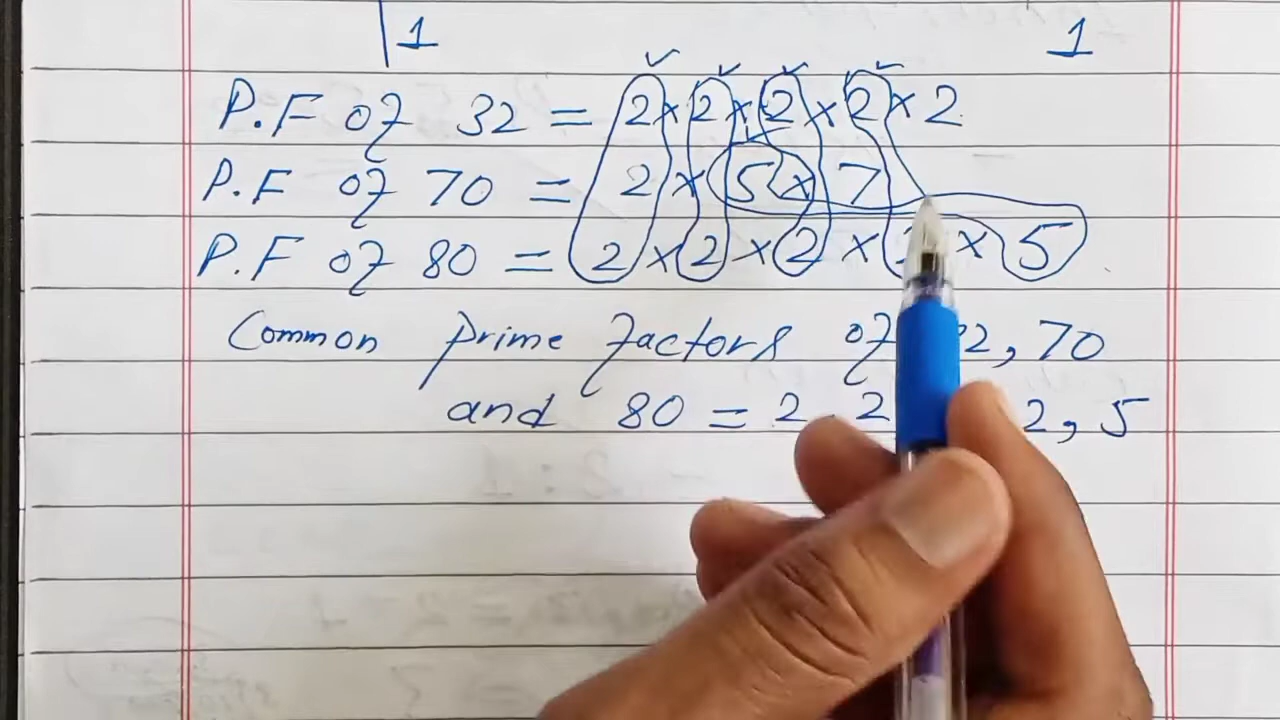 1 1
P.F of 32 = 2 × 2 × 2 × 2 × 2
P.F of 70 = 2 × 5 × 7
P.F of 80 = 2 × 2 × 2 × × 5
Common prime factors of 2, 70
and 80 = 2, 2 2, 5